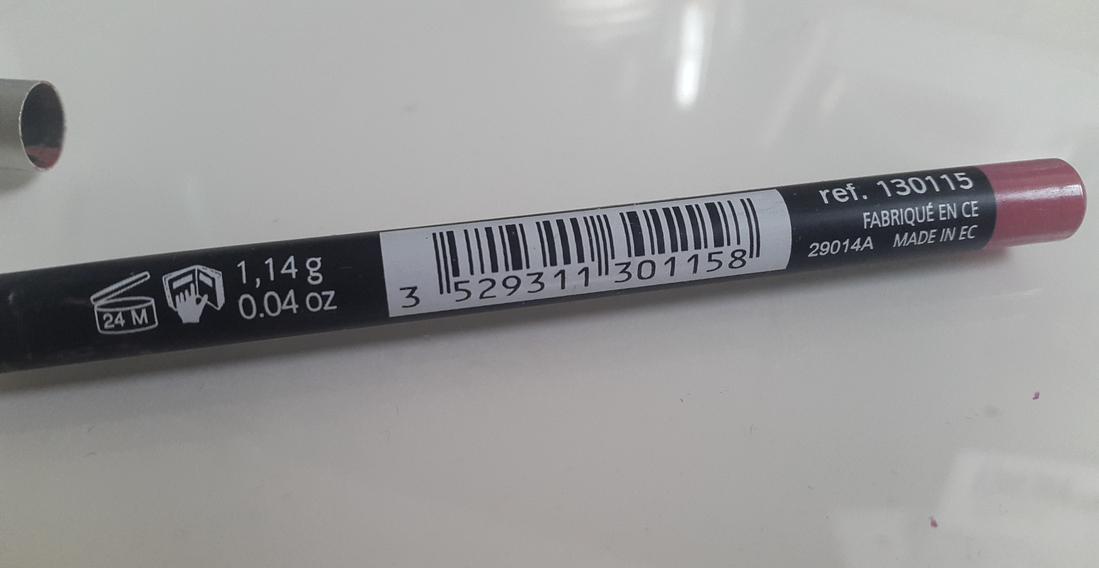 24 M
1,14 g
0.04 oz
3 529311 301158
ref. 130115
FABRIQUÉ EN CE
29014A MADE IN EC